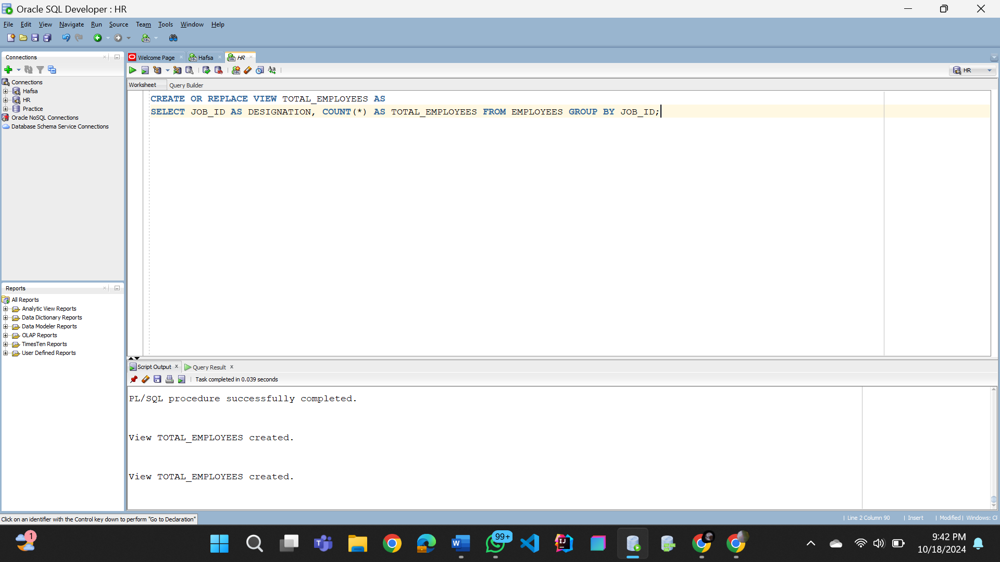 Oracle SQL Developer : HR
File Edit View Navigate Run Source Team Tools Window Help
Connections
Connections
Hafsa
HR
Practice
Oracle NoSQL Connections
Database Schema Service Connections
Reports
All Reports
Analytic View Reports
Data Dictionary Reports
Data Modeler Reports
OLAP Reports
TimesTen Reports
User Defined Reports
Welcome Page Hafsa HR
HR
Worksheet Query Builder
CREATE OR REPLACE VIEW TOTAL_EMPLOYEES AS
SELECT JOB_ID AS DESIGNATION, COUNT(*) AS TOTAL_EMPLOYEES FROM EMPLOYEES GROUP BY JOB_ID;
Script Output x Query Result x
Task completed in 0.039 seconds
PL/SQL procedure successfully completed.
View TOTAL_EMPLOYEES created.
View TOTAL_EMPLOYEES created.
Click on an identifier with the Control key down to perform "Go to Declaration"
| Line 2 Column 90 | Insert | Modified | Windows: CF
1
99+
9:42 PM
10/18/2024